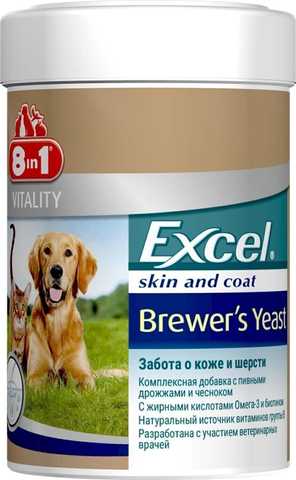 8in1®
VITALITY
Excel®
skin and coat
Brewer's Yeast
Забота о коже и шерсти
Комплексная добавка с пивными
дрожжами и чесноком
С жирными кислотами Омега-3 и биотином
Натуральный источник витаминов группы В
Разработана с участием ветеринарных
врачей